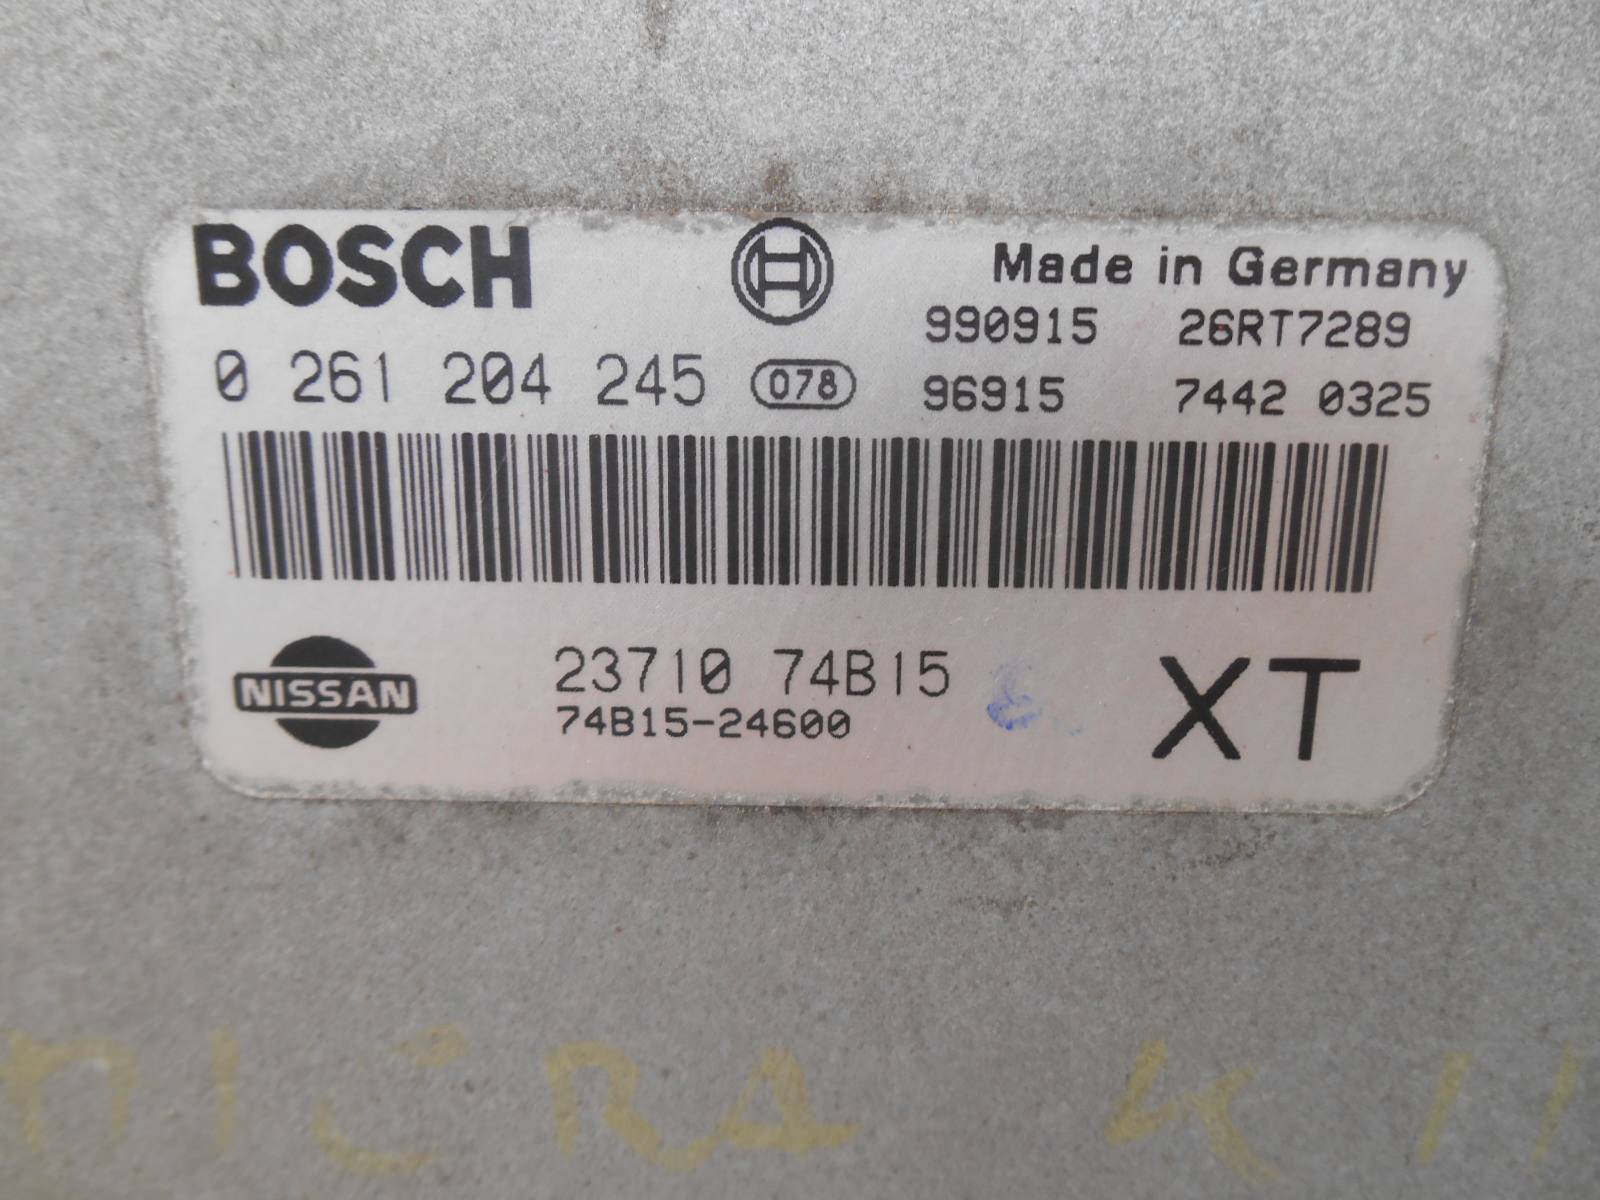 BOSCH
Made in Germany
990915 26RT7289
0 261 204 245 078
96915 7442 0325
NISSAN
23710 74B15
74B15-24600
XT
MICRA K11